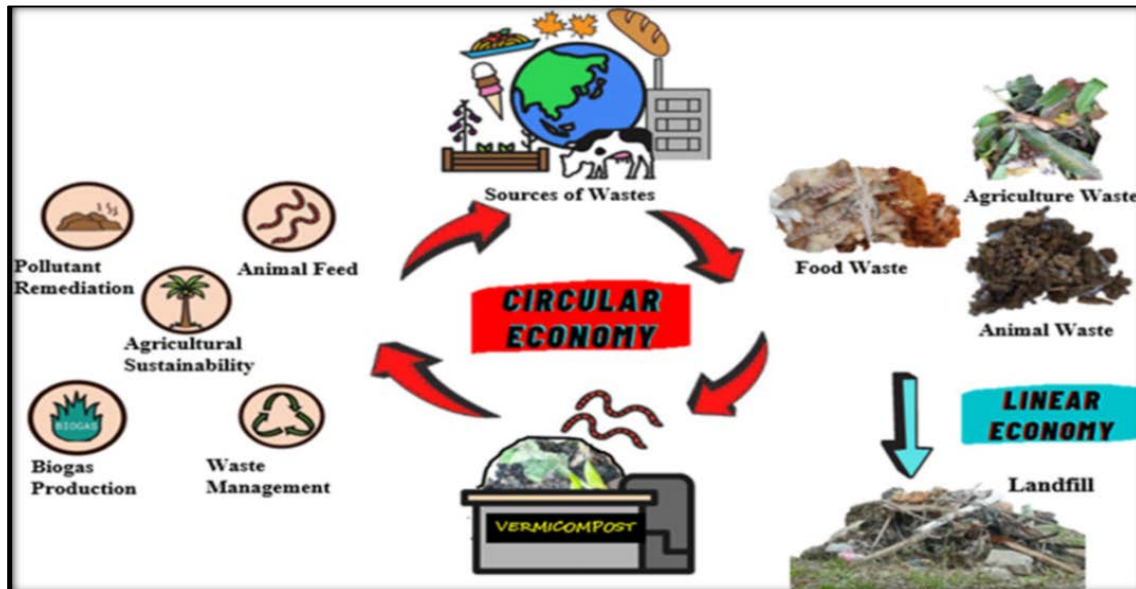 Sources of Wastes
Agriculture Waste
Food Waste
Animal Waste
Pollutant
Remediation
Animal Feed
Agricultural
Sustainability
BIOGAS
Biogas
Production
Waste
Management
CIRCULAR
ECONOMY
VERMICOMPOST
LINEAR
ECONOMY
Landfill